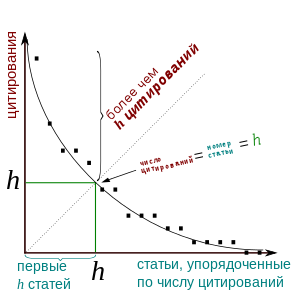 цитирования
более чем
h цитирований
число
цитирований
=
номер
статьи
= h
h
h
первые
h статей
статьи, упорядоченные
по числу цитирований